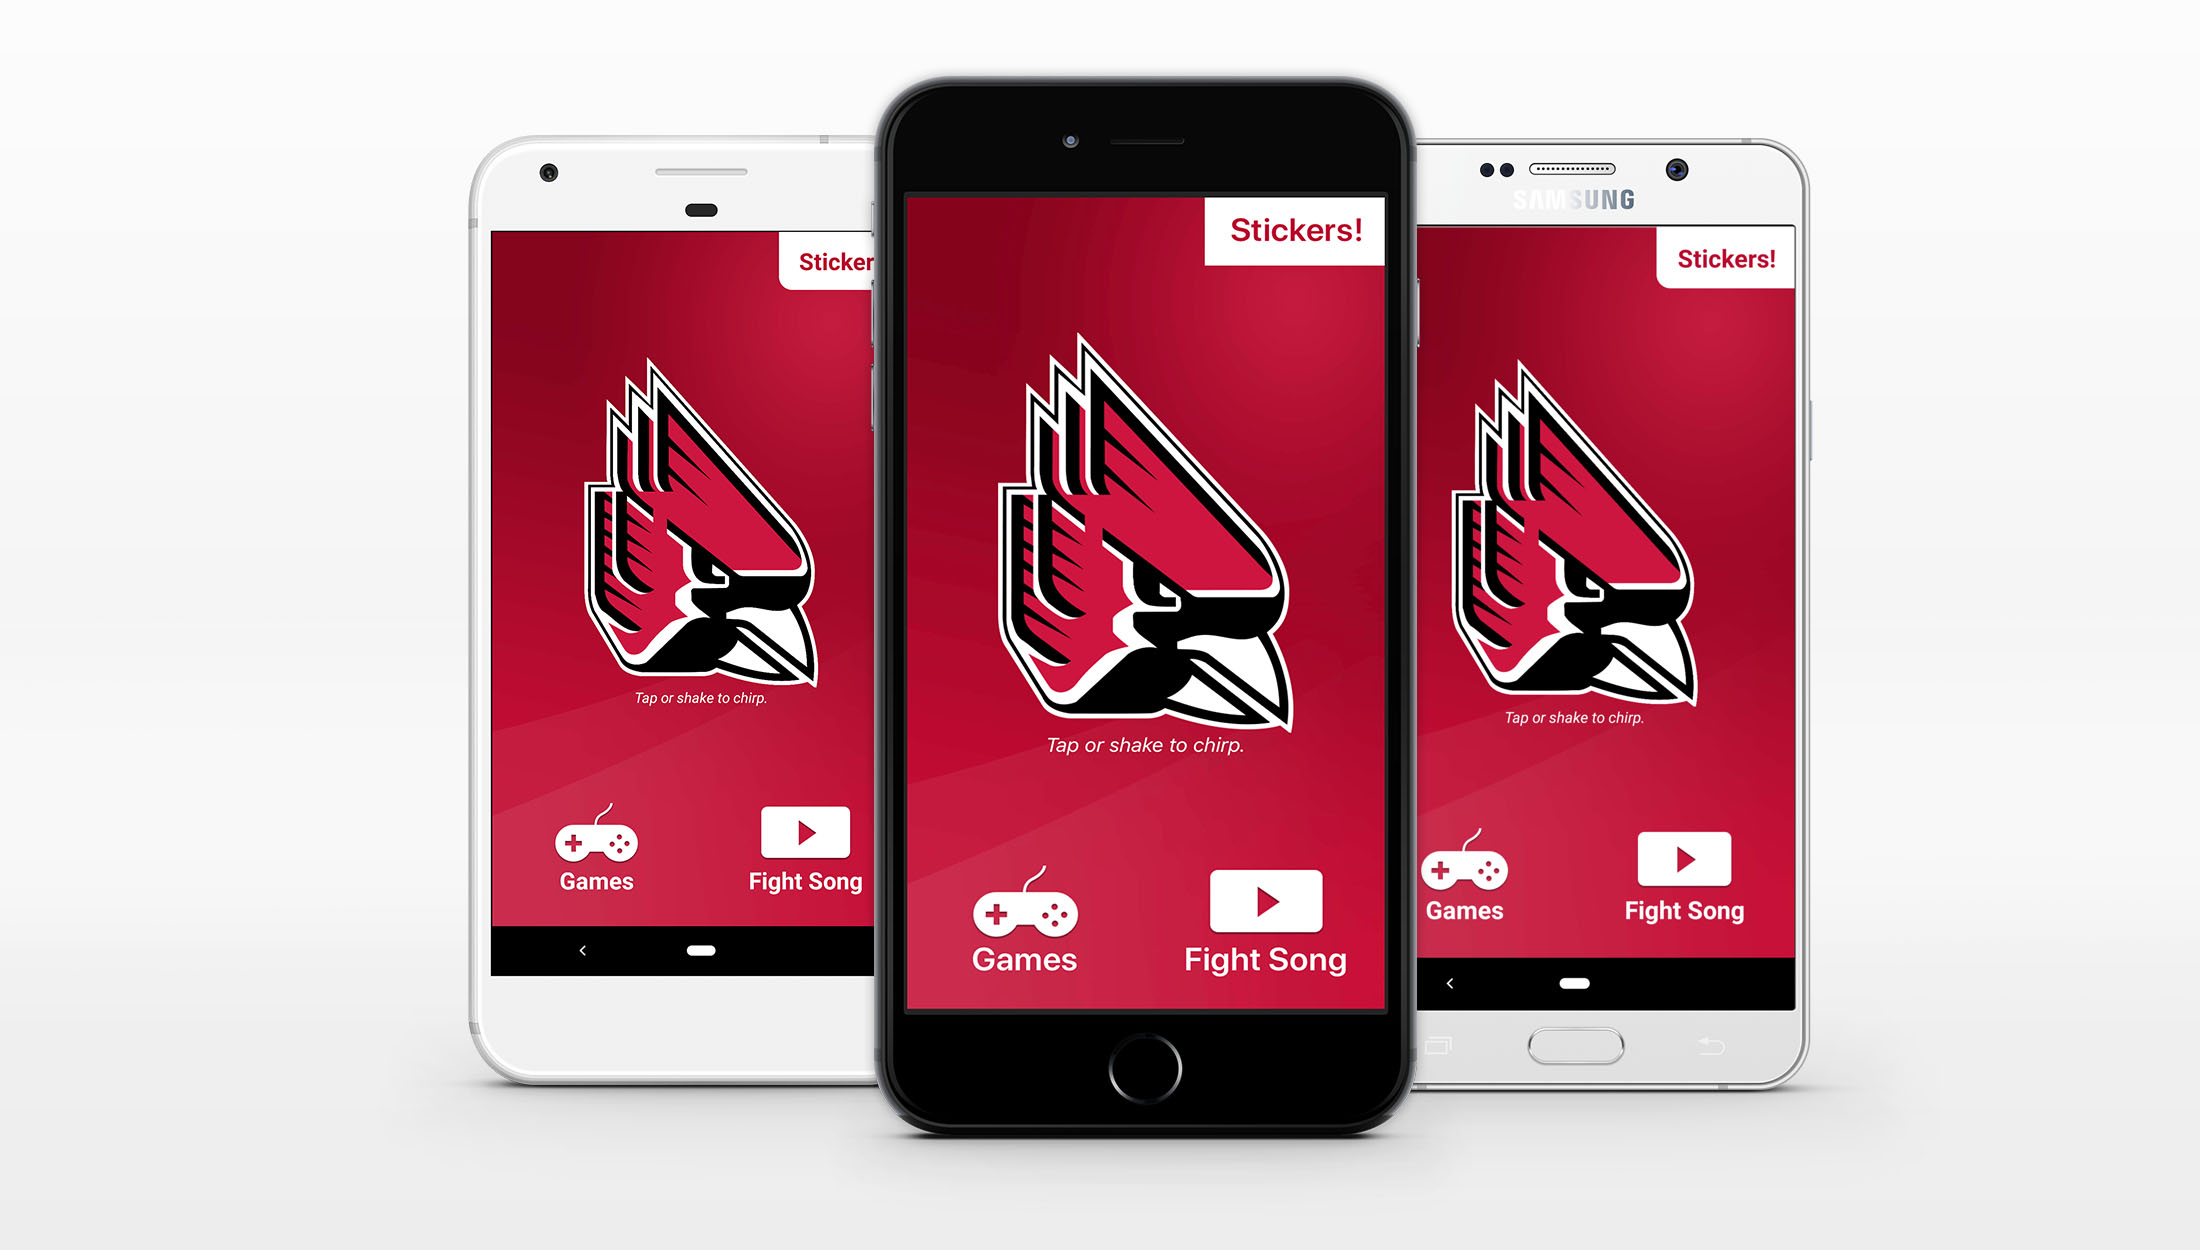 Sticker
Tap or shake to chirp.
Games
Fight Song
Stickers!
Tap or shake to chirp.
Games
Fight Song
SAMSUNG
Stickers!
Tap or shake to chirp.
Games
Fight Song